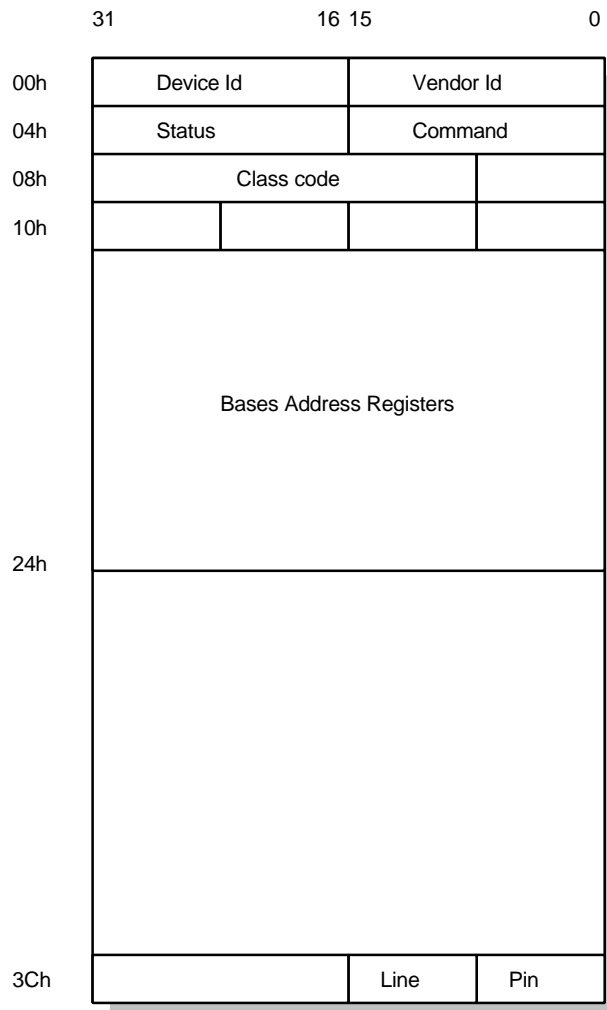 31 16 15 0
00h Device Id Vendor Id
04h Status Command
08h Class code
10h
Bases Address Registers
24h
3Ch Line Pin